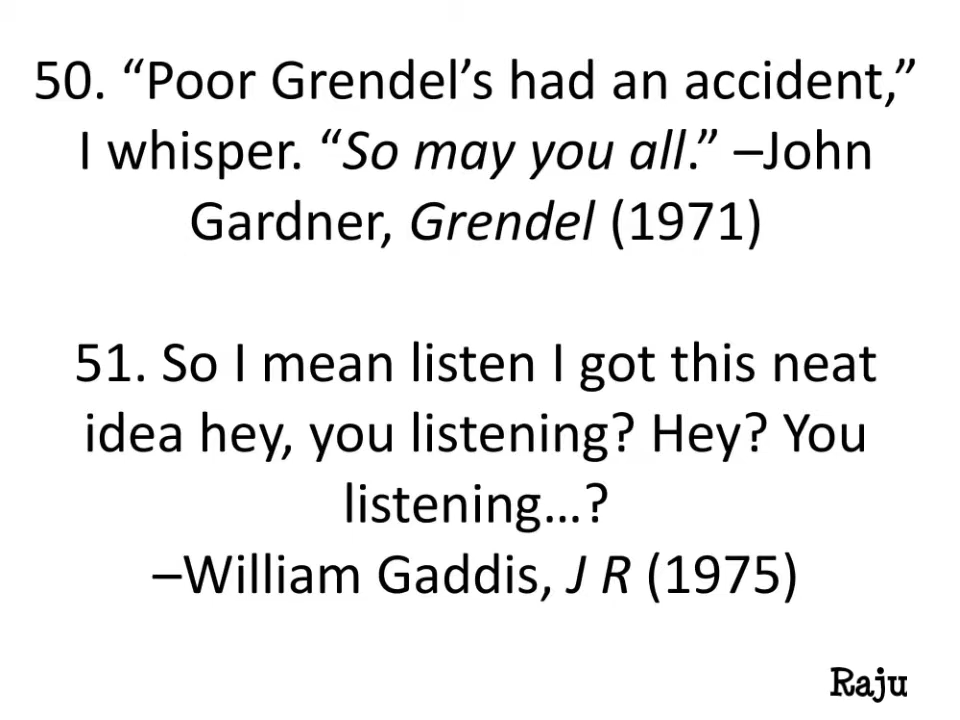 50. “Poor Grendel’s had an accident,”
I whisper. “So may you all.” –John
Gardner, Grendel (1971)
51. So I mean listen I got this neat
idea hey, you listening? Hey? You
listening…?
–William Gaddis, J R (1975)
Raju